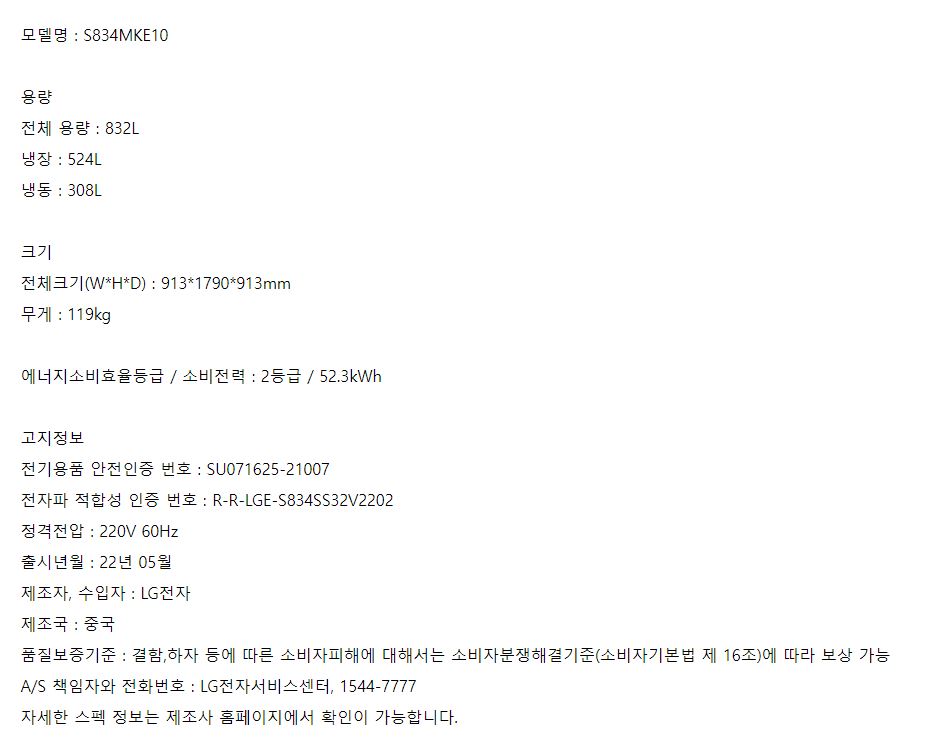 모델명 : S834MKE10
용량
전체 용량 : 832L
냉장 : 524L
냉동 : 308L
크기
전체크기(W*H*D) : 913*1790*913mm
무게 : 119kg
에너지소비효율등급 / 소비전력 : 2등급 / 52.3kWh
고지정보
전기용품 안전인증 번호 : SU071625-21007
전자파 적합성 인증 번호 : R-R-LGE-S834SS32V2202
정격전압 : 220V 60Hz
출시년월 : 22년 05월
제조자, 수입자 : LG전자
제조국 : 중국
품질보증기준 : 결함,하자 등에 따른 소비자피해에 대해서는 소비자분쟁해결기준(소비자기본법 제 16조)에 따라 보상 가능
A/S 책임자와 전화번호 : LG전자서비스센터, 1544-7777
자세한 스펙 정보는 제조사 홈페이지에서 확인이 가능합니다.